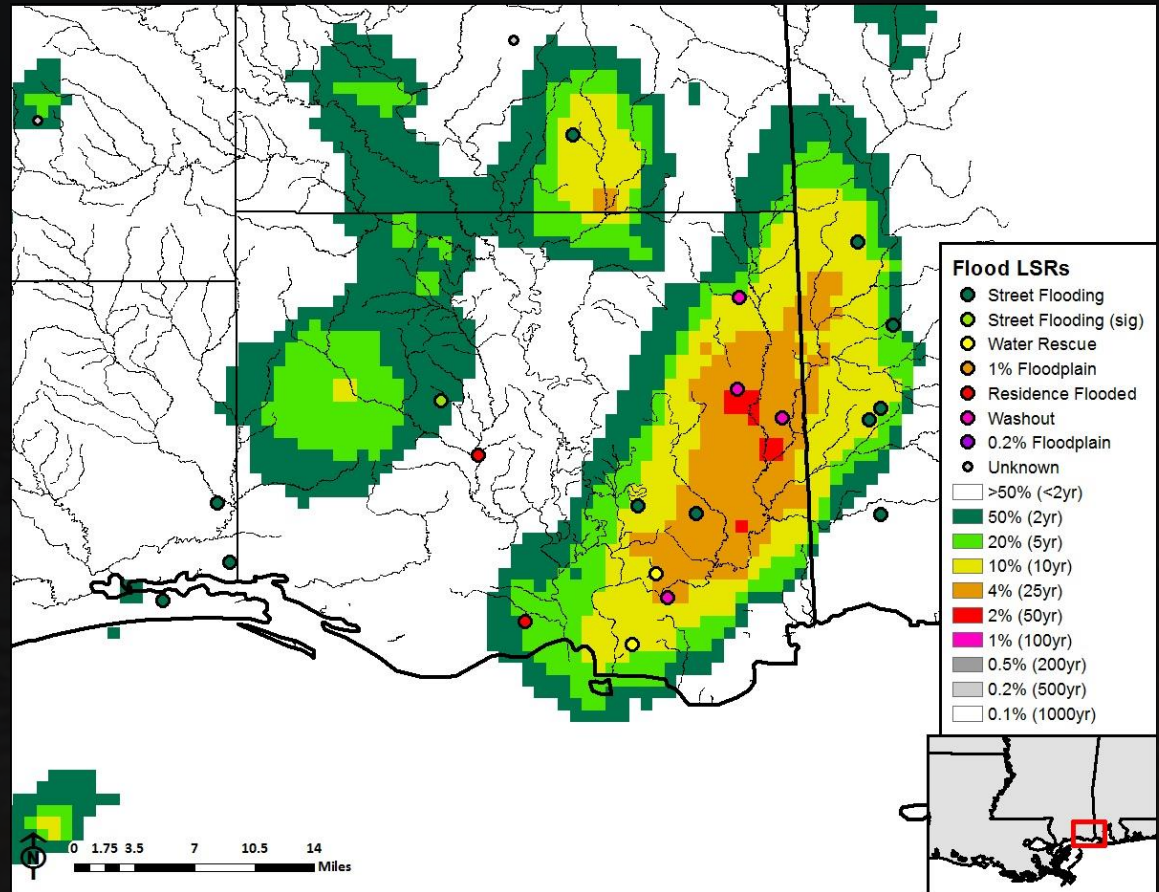 Flood LSRs
Street Flooding
Street Flooding (sig)
Water Rescue
1% Floodplain
Residence Flooded
Washout
0.2% Floodplain
Unknown
>50% (<2yr)
50% (2yr)
20% (5yr)
10% (10yr)
4% (25yr)
2% (50yr)
1% (100yr)
0.5% (200yr)
0.2% (500yr)
0.1% (1000yr)
N
0 1.75 3.5 7 10.5 14
Miles